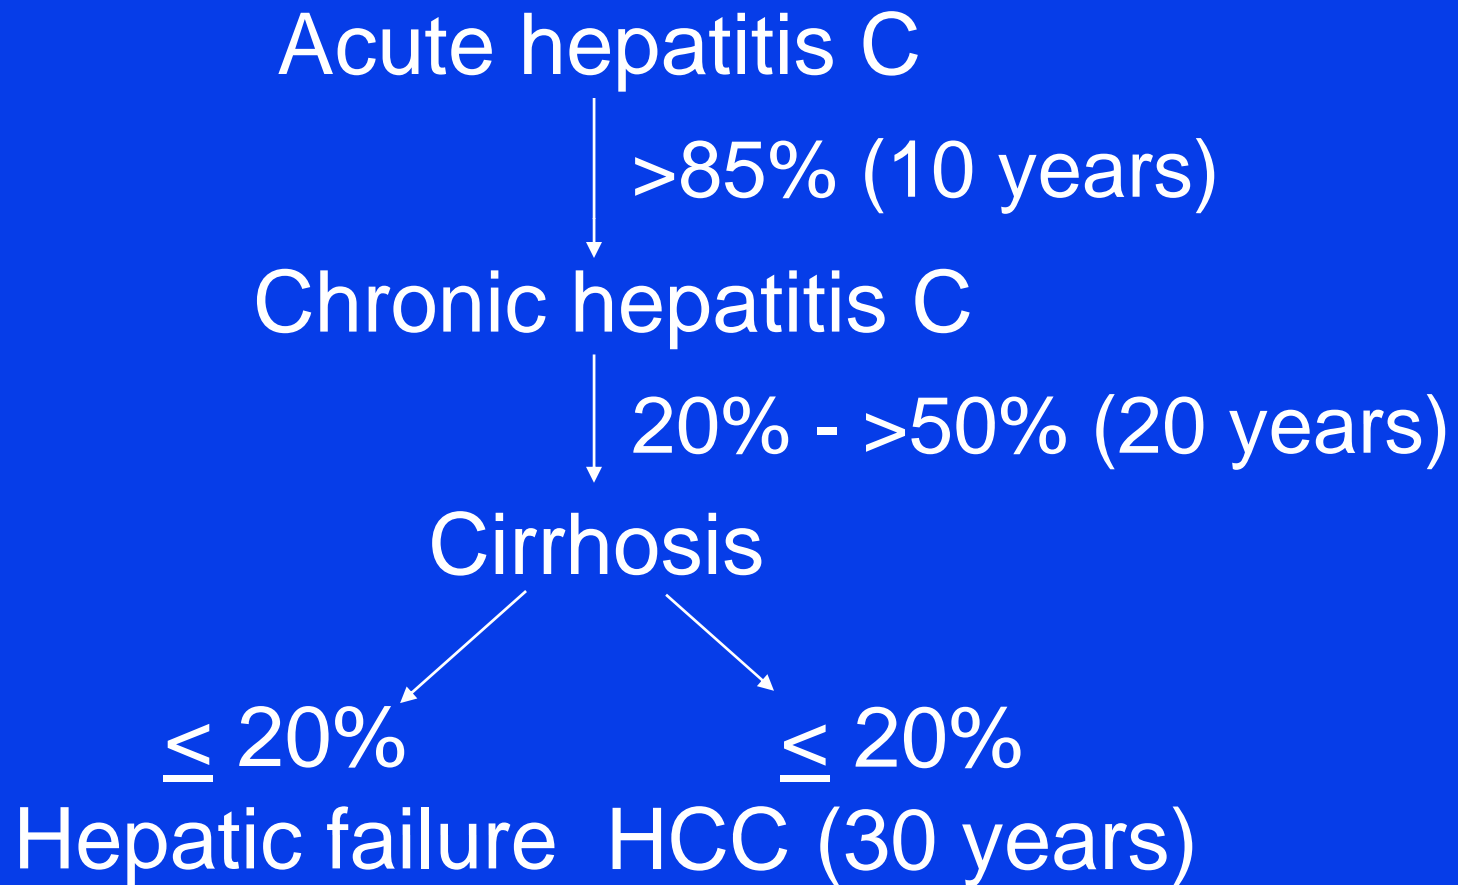 Acute hepatitis C
>85% (10 years)
Chronic hepatitis C
20% - >50% (20 years)
Cirrhosis
≤ 20% ≤ 20%
Hepatic failure HCC (30 years)